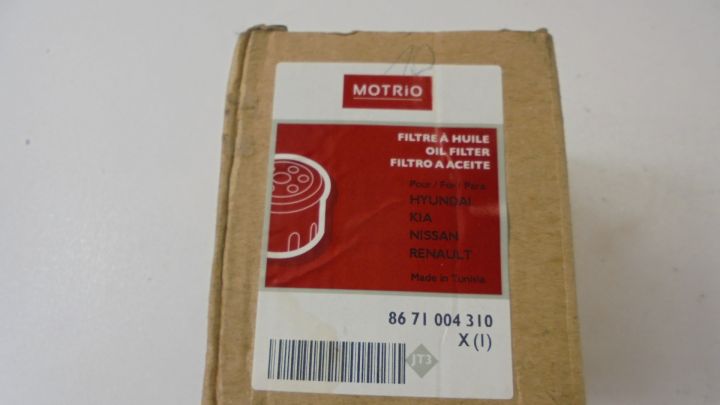 10
MOTRiO
FILTRE À HUILE
OIL FILTER
FILTRO A ACEITE
Pour / For / Para
HYUNDAI
KIA
NISSAN
RENAULT
Made in Tunisia
86 71 004 310
X (1)
JT3